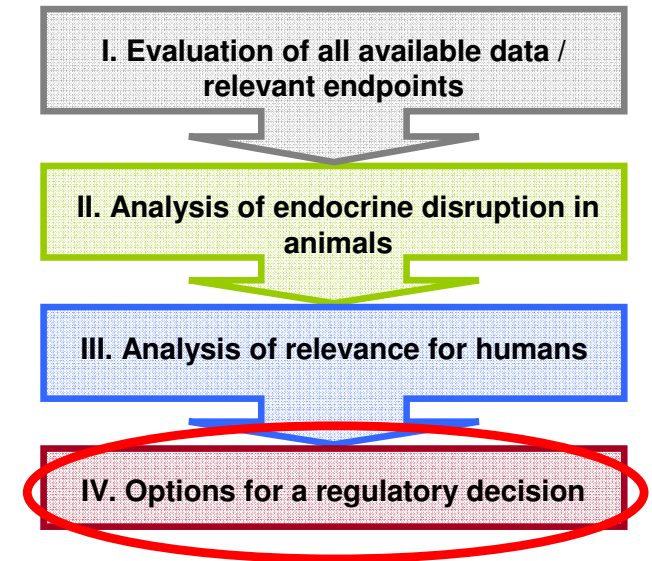 I. Evaluation of all available data /
relevant endpoints
II. Analysis of endocrine disruption in
animals
III. Analysis of relevance for humans
IV. Options for a regulatory decision